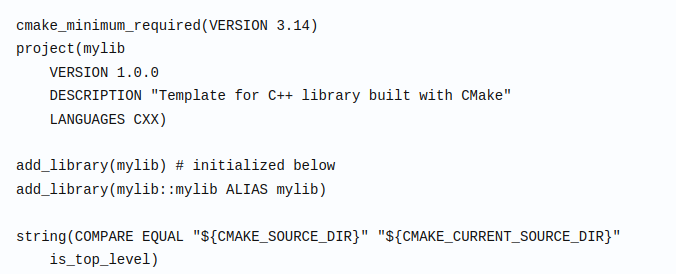 cmake_minimum_required(VERSION 3.14)
project(mylib
    VERSION 1.0.0
    DESCRIPTION "Template for C++ library built with CMake"
    LANGUAGES CXX)

add_library(mylib) # initialized below
add_library(mylib::mylib ALIAS mylib)

string(COMPARE EQUAL "${CMAKE_SOURCE_DIR}" "${CMAKE_CURRENT_SOURCE_DIR}"
    is_top_level)